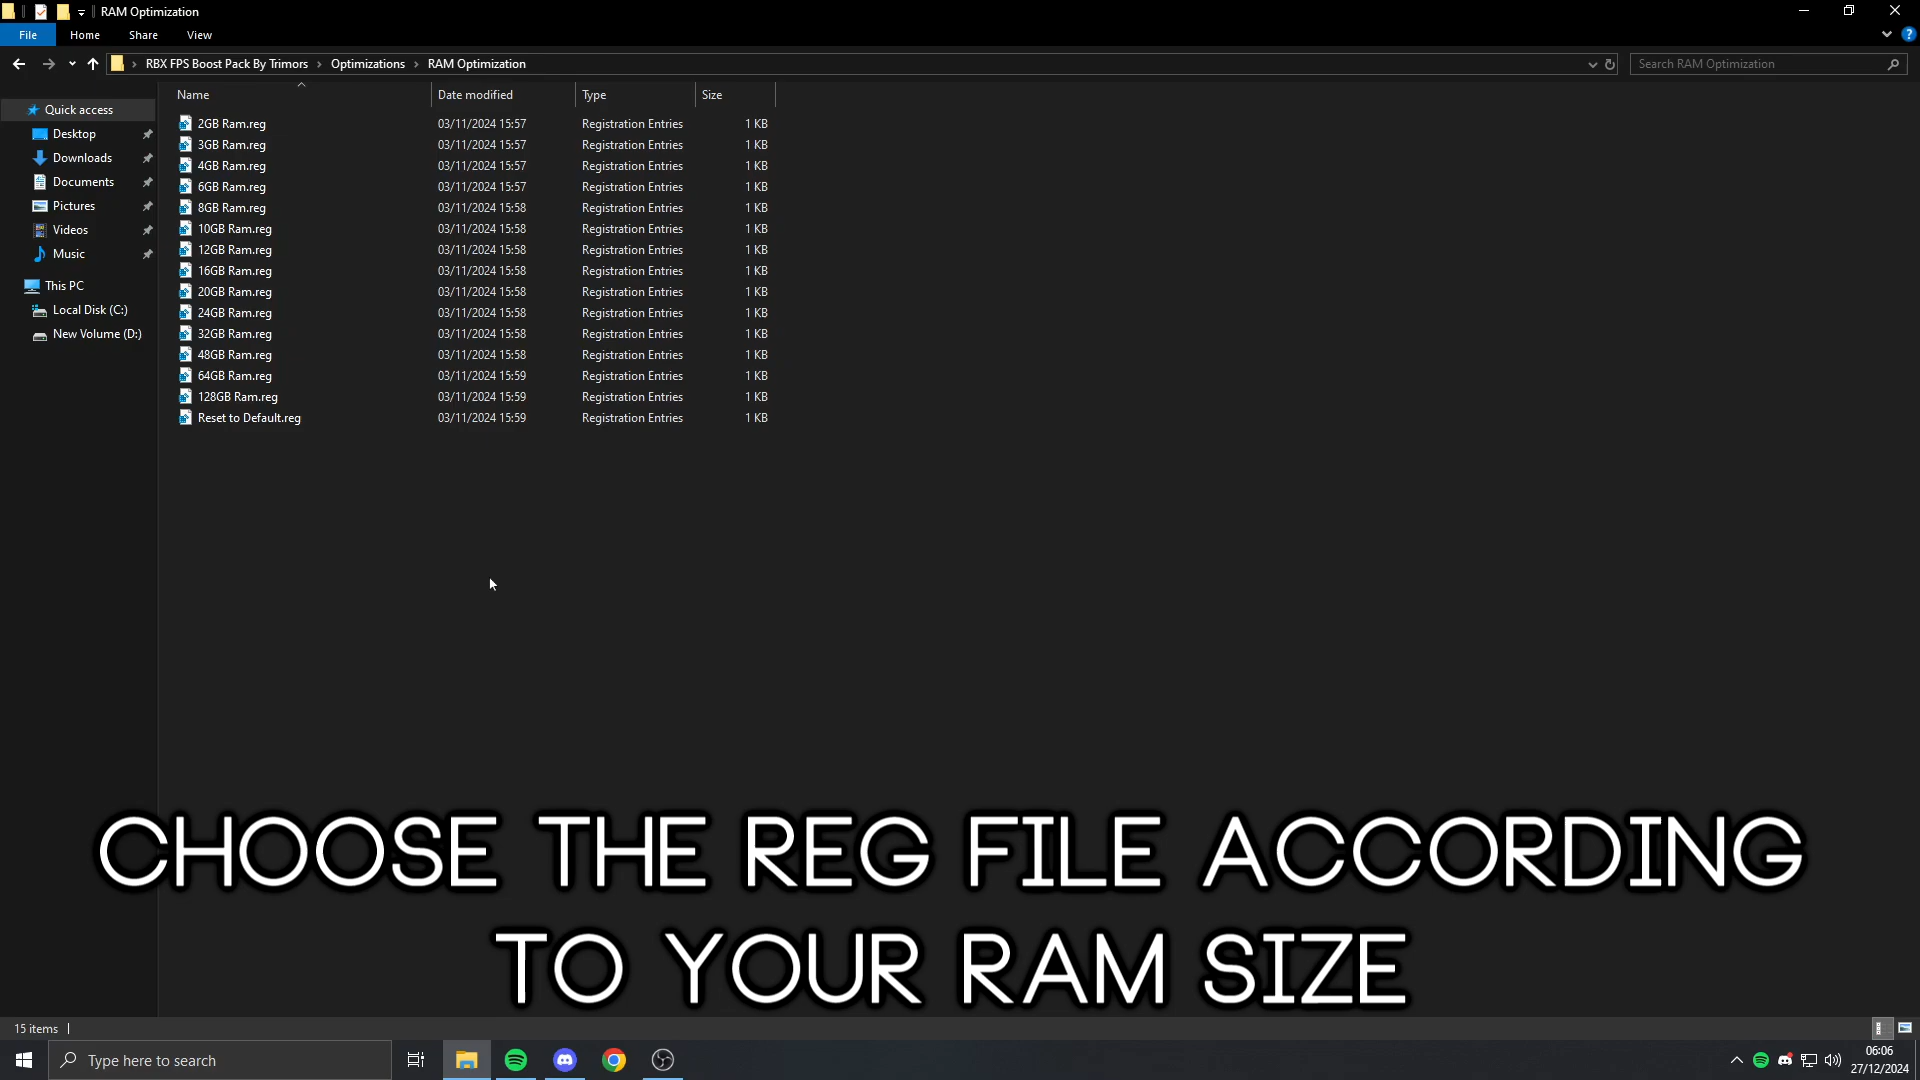 RAM Optimization
File Home Share View
RBX FPS Boost Pack By Trimors > Optimizations > RAM Optimization
Search RAM Optimization
Name Date modified Type Size
Quick access
Desktop
Downloads
Documents
Pictures
Videos
Music
This PC
Local Disk (C:)
New Volume (D:)
2GB Ram.reg 03/11/2024 15:57 Registration Entries 1 KB
3GB Ram.reg 03/11/2024 15:57 Registration Entries 1 KB
4GB Ram.reg 03/11/2024 15:57 Registration Entries 1 KB
6GB Ram.reg 03/11/2024 15:57 Registration Entries 1 KB
8GB Ram.reg 03/11/2024 15:58 Registration Entries 1 KB
10GB Ram.reg 03/11/2024 15:58 Registration Entries 1 KB
12GB Ram.reg 03/11/2024 15:58 Registration Entries 1 KB
16GB Ram.reg 03/11/2024 15:58 Registration Entries 1 KB
20GB Ram.reg 03/11/2024 15:58 Registration Entries 1 KB
24GB Ram.reg 03/11/2024 15:58 Registration Entries 1 KB
32GB Ram.reg 03/11/2024 15:58 Registration Entries 1 KB
48GB Ram.reg 03/11/2024 15:58 Registration Entries 1 KB
64GB Ram.reg 03/11/2024 15:59 Registration Entries 1 KB
128GB Ram.reg 03/11/2024 15:59 Registration Entries 1 KB
Reset to Default.reg 03/11/2024 15:59 Registration Entries 1 KB
CHOOSE THE REG FILE ACCORDING
TO YOUR RAM SIZE
15 items
Type here to search
06:06
27/12/2024